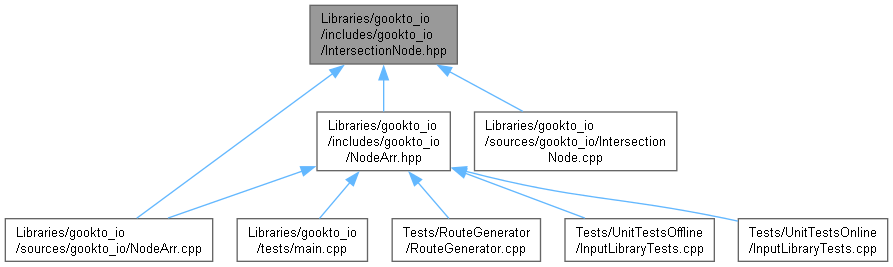 Libraries/gookto_io
/includes/gookto_io
/IntersectionNode.hpp
Libraries/gookto_io
/includes/gookto_io
/NodeArr.hpp
Libraries/gookto_io
/sources/gookto_io/Intersection
Node.cpp
Libraries/gookto_io
/sources/gookto_io/NodeArr.cpp
Libraries/gookto_io
/tests/main.cpp
Tests/RouteGenerator
/RouteGenerator.cpp
Tests/UnitTestsOffline
/InputLibraryTests.cpp
Tests/UnitTestsOnline
/InputLibraryTests.cpp